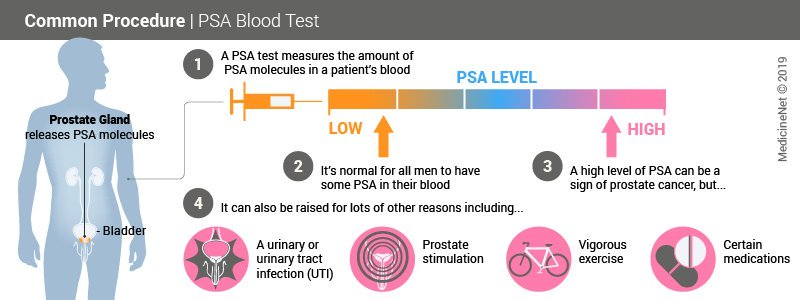 Common Procedure | PSA Blood Test
1
A PSA test measures the amount of
PSA molecules in a patient's blood
PSA LEVEL
LOW
HIGH
Prostate Gland
releases PSA molecules
- Bladder
2
It's normal for all men to have
some PSA in their blood
3
A high level of PSA can be a
sign of prostate cancer, but...
4
It can also be raised for lots of other reasons including...
A urinary or
urinary tract
infection (UTI)
Prostate
stimulation
Vigorous
exercise
Certain
medications
MedicineNet © 2019